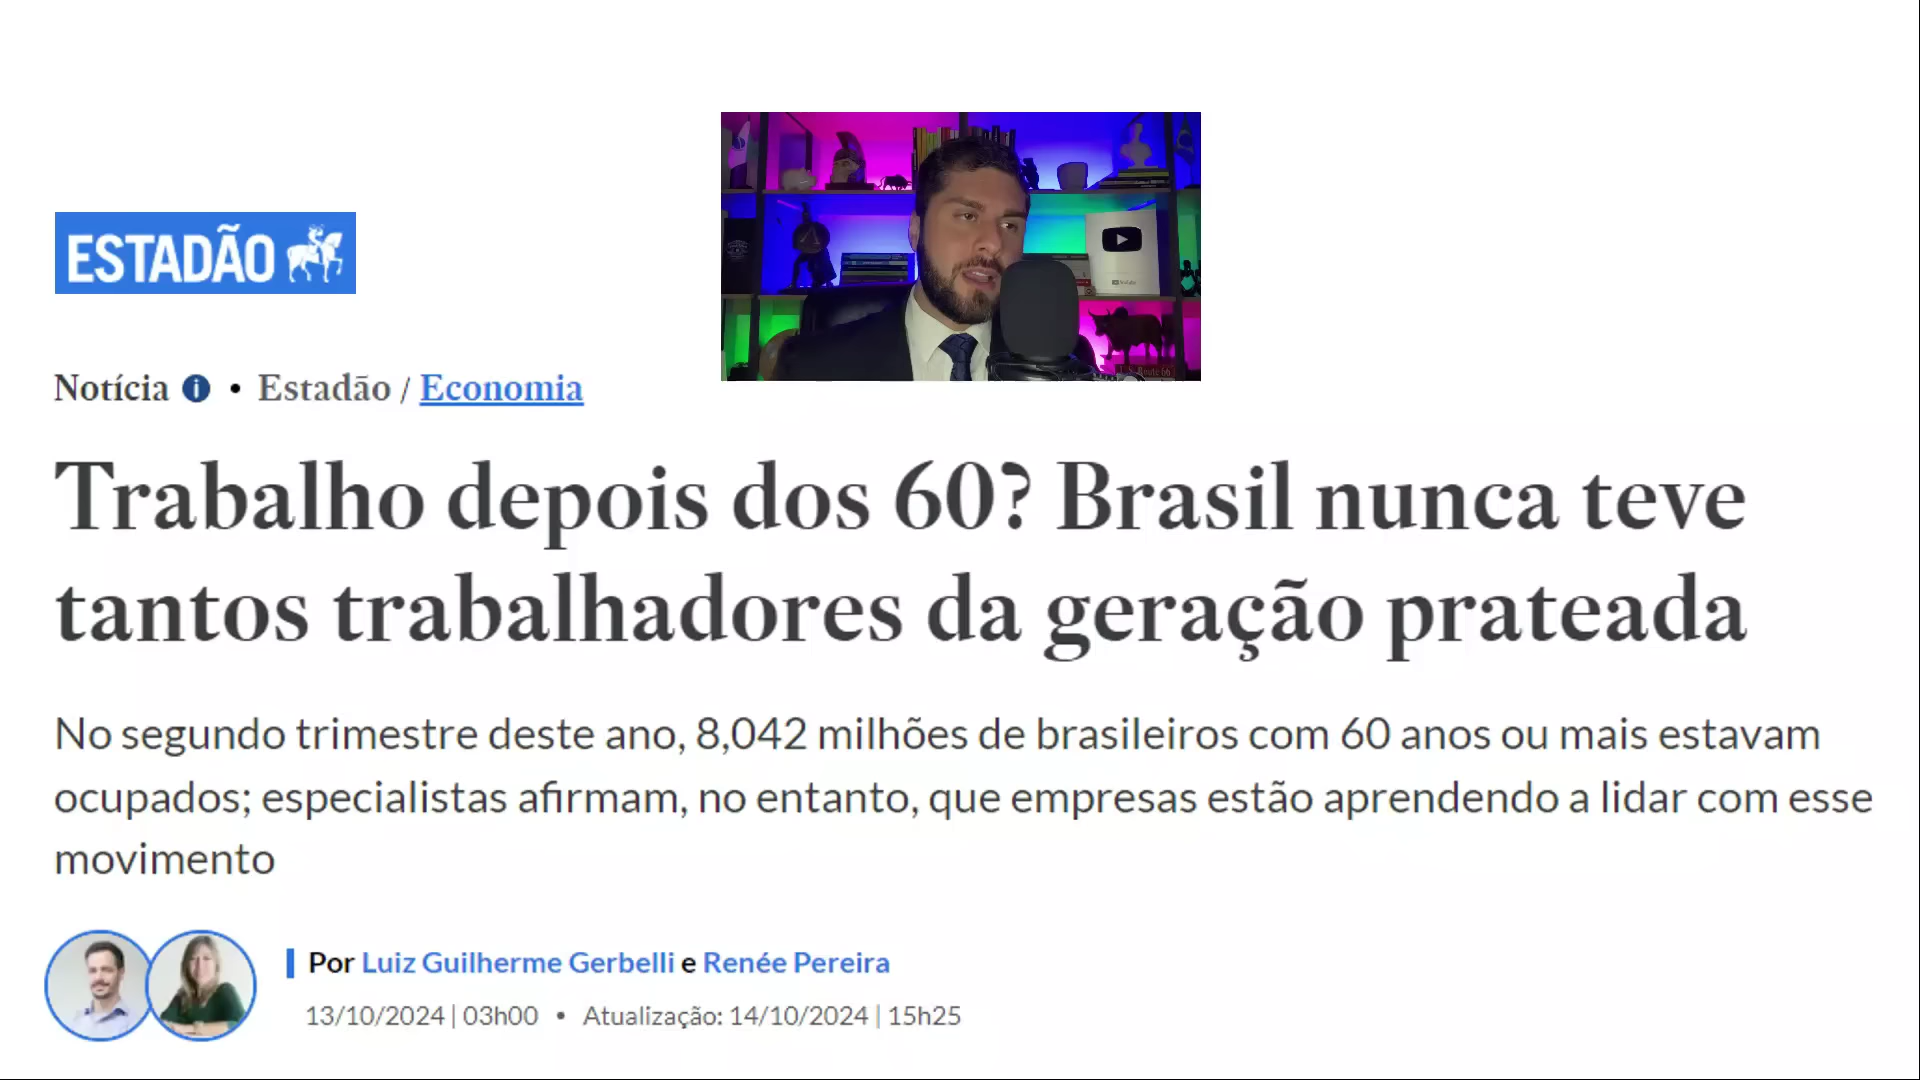 ESTADÃO
Notícia i • Estadão / Economia
Trabalho depois dos 60? Brasil nunca teve
tantos trabalhadores da geração prateada
No segundo trimestre deste ano, 8,042 milhões de brasileiros com 60 anos ou mais estavam
ocupados; especialistas afirmam, no entanto, que empresas estão aprendendo a lidar com esse
movimento
Por Luiz Guilherme Gerbelli e Renée Pereira
13/10/2024 | 03h00 • Atualização: 14/10/2024 | 15h25